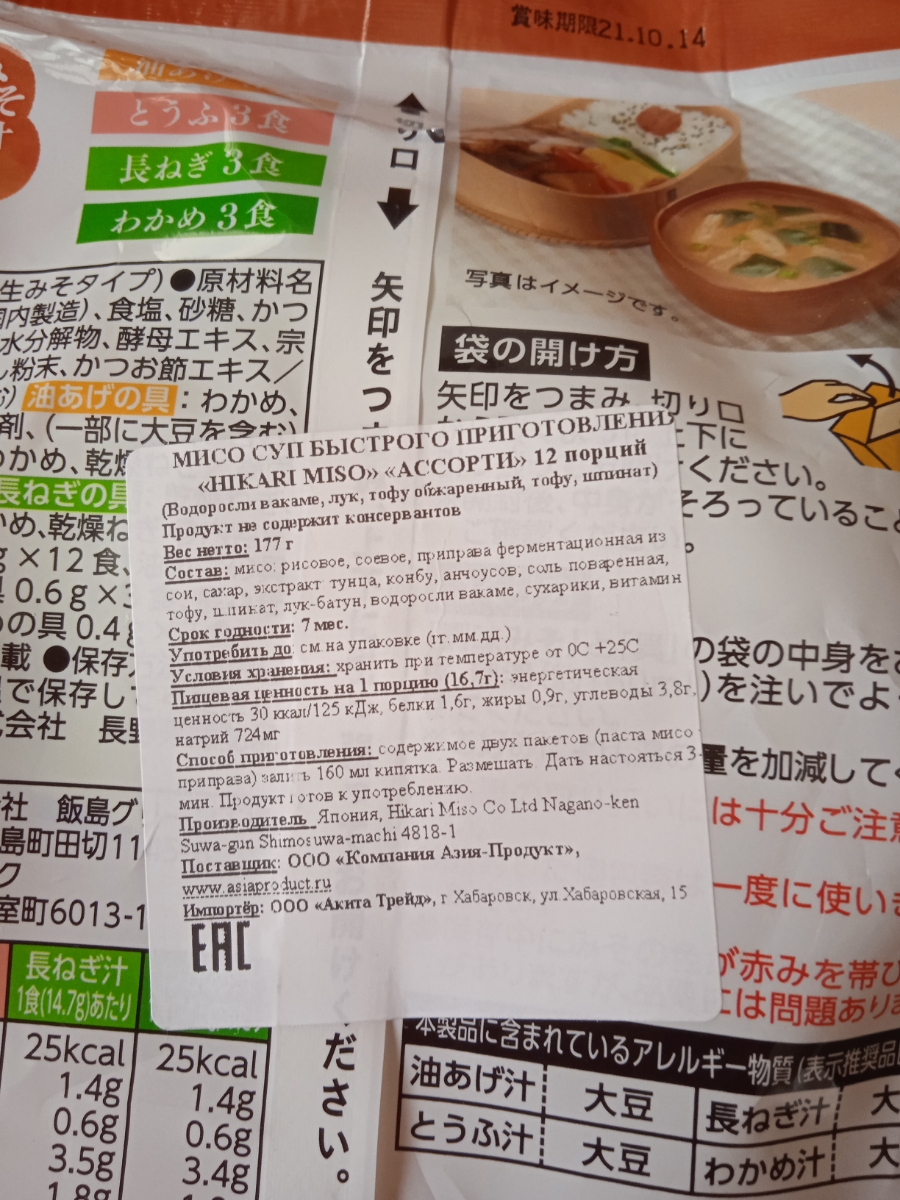 賞味期限21.10.14
とうふ 3食
長ねぎ 3食
わかめ 3食
切り口
矢印をつ
写真はイメージです。
袋の開け方
矢印をつまみ、切り口
下に
ください。
そろっているこ
生みそタイプ)●原材料名
国内製造)、食塩、砂糖、かつ
水分解物、酵母エキス、宗
し粉末、かつお節エキス／
油あげの具：わかめ、
剤、(一部に大豆を含む)
わかめ、乾燥
長ねぎの具
かめ、乾燥ね
g×12食、
0.6g×3
の具0.4g
載 ●保存
で保存し
式会社 長野
МИСО СУП БЫСТРОГО ПРИГОТОВЛЕНИЯ
«HIKARI MISO» «АССОРТИ» 12 порций
(Водоросли вакаме, лук, тофу обжаренный, тофу, шпинат)
Продукт не содержит консервантов
Вес нетто: 177 г
Состав: мисо: рисовое, соевое, приправа ферментационная из
сои, сахар, экстракт тунца, конбу, анчоусов, соль поваренная,
тофу, шпинат, лук-батун, водоросли вакаме, сухарики, витамин
Срок годности: 7 мес.
Употребить до: см.на упаковке (гг.мм.дд.)
Условия хранения: хранить при температуре от 0С +25С
Пищевая ценность на 1 порцию (16,7г): энергетическая
ценность 30 ккал/125 кДж, белки 1,6г, жиры 0,9г, углеводы 3,8г,
натрий 724мг
Способ приготовления: содержимое двух пакетов (паста мисо
приправа) залить 160 мл кипятка. Размешать. Дать настояться 3-
мин. Продукт готов к употреблению.
Производитель Япония, Hikari Miso Co Ltd Nagano-ken
Suwa-gun Shimosuwa-machi 4818-1
Поставщик: ООО «Компания Азия-Продукт»,
www.asiaproduct.ru
Импортёр: ООО «Акита Трейд», г Хабаровск, ул.Хабаровская, 15
EAC
の袋の中身をお
)を注いでよ
量を加減して
は十分ご注意
一度に使いき
が赤みを帯び
には問題あり
社 飯島グ
島町田切11
ク
室町6013-1
長ねぎ汁
1食(14.7g)あたり
25kcal 25kcal
1.4g 1.4g
0.6g 0.6g
3.5g 3.4g
1.8g
ださい。
本製品に含まれているアレルギー物質(表示推奨品
油あげ汁 大豆 長ねぎ汁 大
とうふ汁 大豆 わかめ汁 大